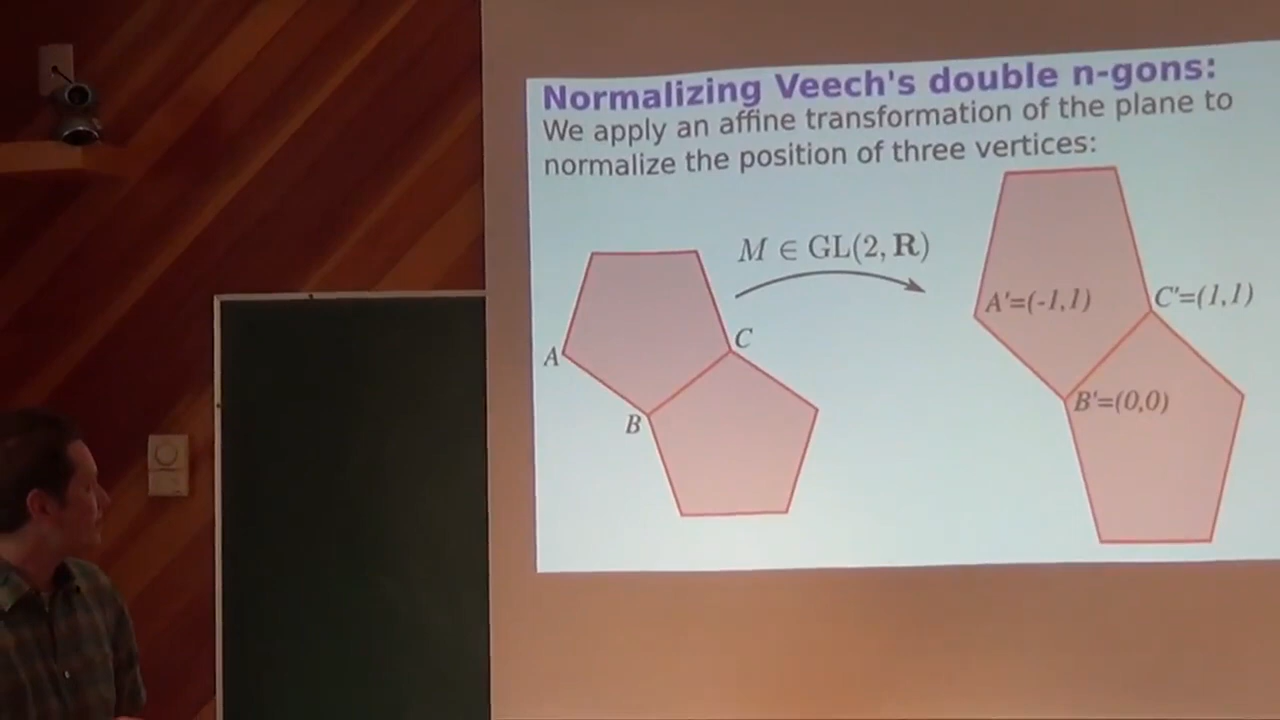 Normalizing Veech's double n-gons:
We apply an affine transformation of the plane to
normalize the position of three vertices:
M ∈ GL(2, R)
A'=(-1,1)
C'=(1,1)
C
A
B'=(0,0)
B